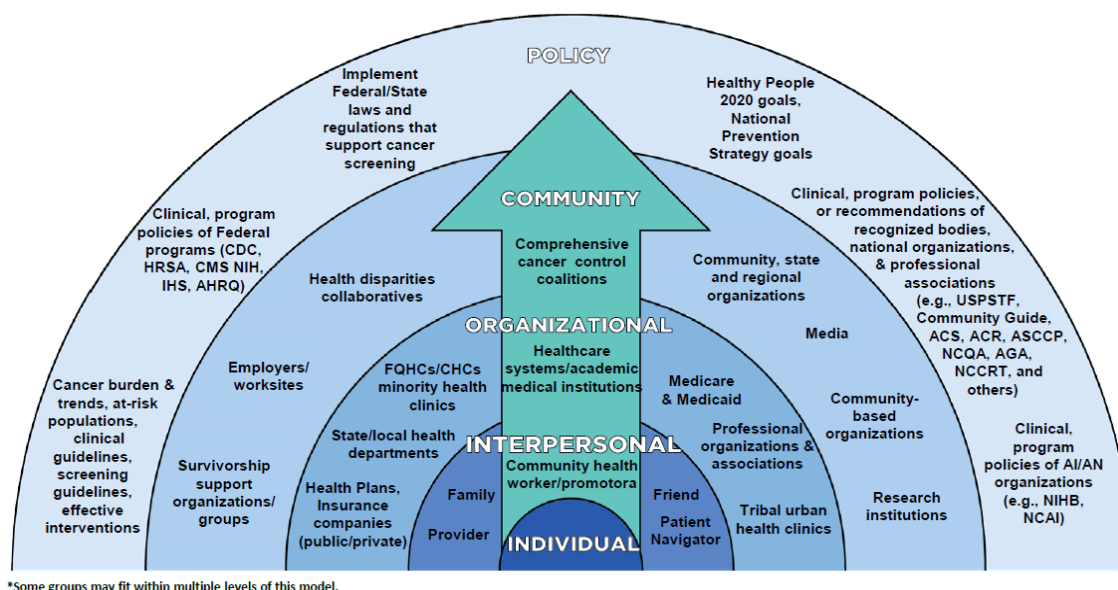 POLICY
Implement
Federal/State
laws and
regulations that
support cancer
screening
Healthy People
2020 goals,
National
Prevention
Strategy goals
Clinical, program
policies of Federal
programs (CDC,
HRSA, CMS NIH,
IHS, AHRQ)
Clinical, program policies,
or recommendations of
recognized bodies,
national organizations,
& professional
associations
(e.g., USPSTF,
Community Guide,
ACS, ACR, ASCCP,
NCQA, AGA,
NCCRT, and
others)
Cancer burden &
trends, at-risk
populations,
clinical
guidelines,
screening
guidelines,
effective
interventions
Clinical,
program
policies of AI/AN
organizations
(e.g., NIHB,
NCAI)
COMMUNITY
Comprehensive
cancer control
coalitions
Health disparities
collaboratives
Community, state
and regional
organizations
Employers/
worksites
Media
Survivorship
support
organizations/
groups
Community-
based
organizations
Research
institutions
ORGANIZATIONAL
Healthcare
systems/academic
medical institutions
FQHCs/CHCs
minority health
clinics
Medicare
& Medicaid
State/local health
departments
Professional
organizations &
associations
Health Plans,
Insurance
companies
(public/private)
Tribal urban
health clinics
INTERPERSONAL
Community health
worker/promotora
Family
Provider
Friend
Patient
Navigator
INDIVIDUAL
*Some groups may fit within multiple levels of this model.